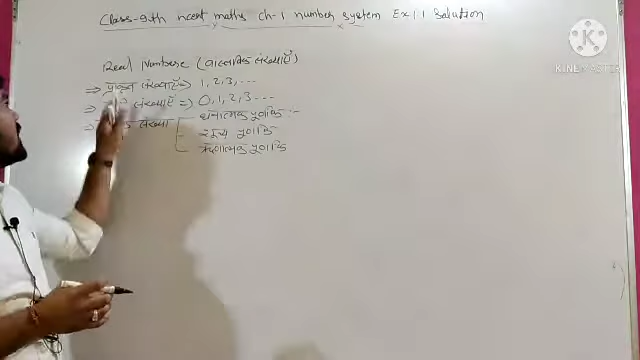 Class-9th ncert maths ch-1 number system Ex 1.1 Solution
Real Numbers (वास्तविक संख्याएँ)
⇒ प्राकृत संख्याएँ ⇒ 1, 2, 3, ...
⇒ संख्याएँ ⇒ 0, 1, 2, 3 ...
⇒ संख्या धनात्मक पूर्णांक :-
शून्य पूर्णांक
ऋणात्मक पूर्णांक
KINEMASTER